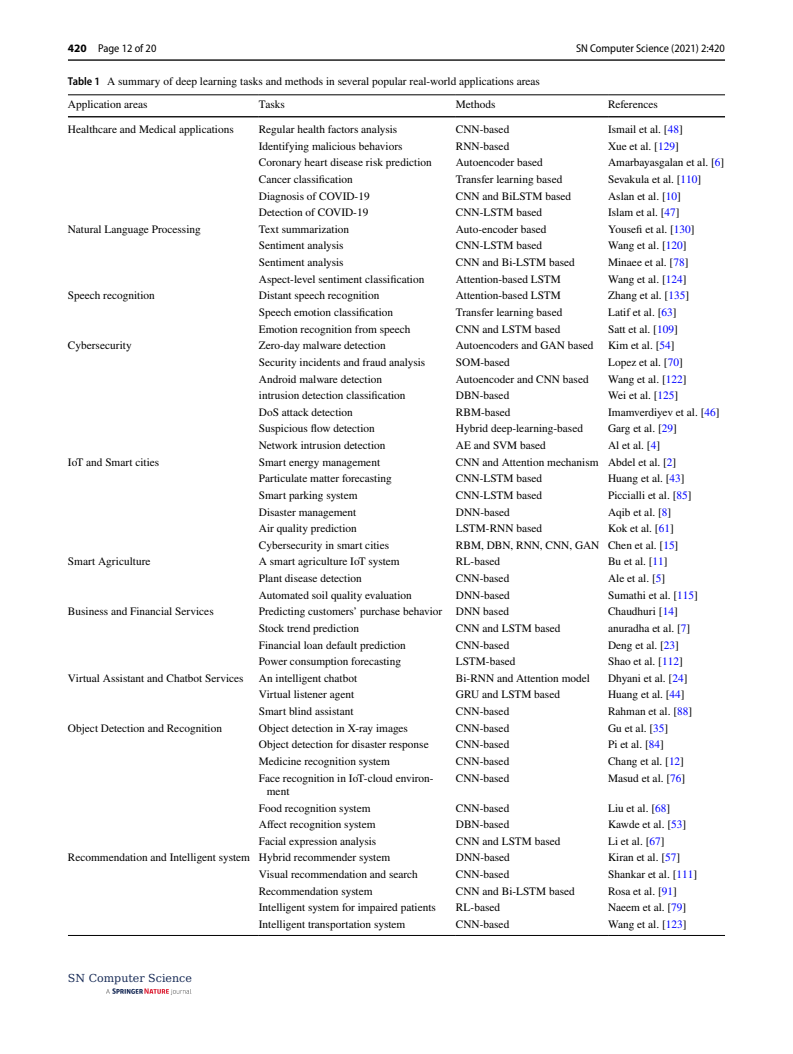 420 Page 12 of 20 SN Computer Science (2021) 2:420
Table 1 A summary of deep learning tasks and methods in several popular real-world applications areas
Application areas Tasks Methods References
Healthcare and Medical applications Regular health factors analysis CNN-based Ismail et al. [48]
Identifying malicious behaviors RNN-based Xue et al. [129]
Coronary heart disease risk prediction Autoencoder based Amarbayasgalan et al. [6]
Cancer classification Transfer learning based Sevakula et al. [110]
Diagnosis of COVID-19 CNN and BiLSTM based Aslan et al. [10]
Detection of COVID-19 CNN-LSTM based Islam et al. [47]
Natural Language Processing Text summarization Auto-encoder based Yousefi et al. [130]
Sentiment analysis CNN-LSTM based Wang et al. [120]
Sentiment analysis CNN and Bi-LSTM based Minaee et al. [78]
Aspect-level sentiment classification Attention-based LSTM Wang et al. [124]
Speech recognition Distant speech recognition Attention-based LSTM Zhang et al. [135]
Speech emotion classification Transfer learning based Latif et al. [63]
Emotion recognition from speech CNN and LSTM based Satt et al. [109]
Cybersecurity Zero-day malware detection Autoencoders and GAN based Kim et al. [54]
Security incidents and fraud analysis SOM-based Lopez et al. [70]
Android malware detection Autoencoder and CNN based Wang et al. [122]
intrusion detection classification DBN-based Wei et al. [125]
DoS attack detection RBM-based Imamverdiyev et al. [46]
Suspicious flow detection Hybrid deep-learning-based Garg et al. [29]
Network intrusion detection AE and SVM based Al et al. [4]
IoT and Smart cities Smart energy management CNN and Attention mechanism Abdel et al. [2]
Particulate matter forecasting CNN-LSTM based Huang et al. [43]
Smart parking system CNN-LSTM based Piccialli et al. [85]
Disaster management DNN-based Aqib et al. [8]
Air quality prediction LSTM-RNN based Kok et al. [61]
Cybersecurity in smart cities RBM, DBN, RNN, CNN, GAN Chen et al. [15]
Smart Agriculture A smart agriculture IoT system RL-based Bu et al. [11]
Plant disease detection CNN-based Ale et al. [5]
Automated soil quality evaluation DNN-based Sumathi et al. [115]
Business and Financial Services Predicting customers' purchase behavior DNN based Chaudhuri [14]
Stock trend prediction CNN and LSTM based anuradha et al. [7]
Financial loan default prediction CNN-based Deng et al. [23]
Power consumption forecasting LSTM-based Shao et al. [112]
Virtual Assistant and Chatbot Services An intelligent chatbot Bi-RNN and Attention model Dhyani et al. [24]
Virtual listener agent GRU and LSTM based Huang et al. [44]
Smart blind assistant CNN-based Rahman et al. [88]
Object Detection and Recognition Object detection in X-ray images CNN-based Gu et al. [35]
Object detection for disaster response CNN-based Pi et al. [84]
Medicine recognition system CNN-based Chang et al. [12]
Face recognition in IoT-cloud environ- CNN-based Masud et al. [76]
ment
Food recognition system CNN-based Liu et al. [68]
Affect recognition system DBN-based Kawde et al. [53]
Facial expression analysis CNN and LSTM based Li et al. [67]
Recommendation and Intelligent system Hybrid recommender system DNN-based Kiran et al. [57]
Visual recommendation and search CNN-based Shankar et al. [111]
Recommendation system CNN and Bi-LSTM based Rosa et al. [91]
Intelligent system for impaired patients RL-based Naeem et al. [79]
Intelligent transportation system CNN-based Wang et al. [123]
SN Computer Science
A SPRINGER NATURE journal